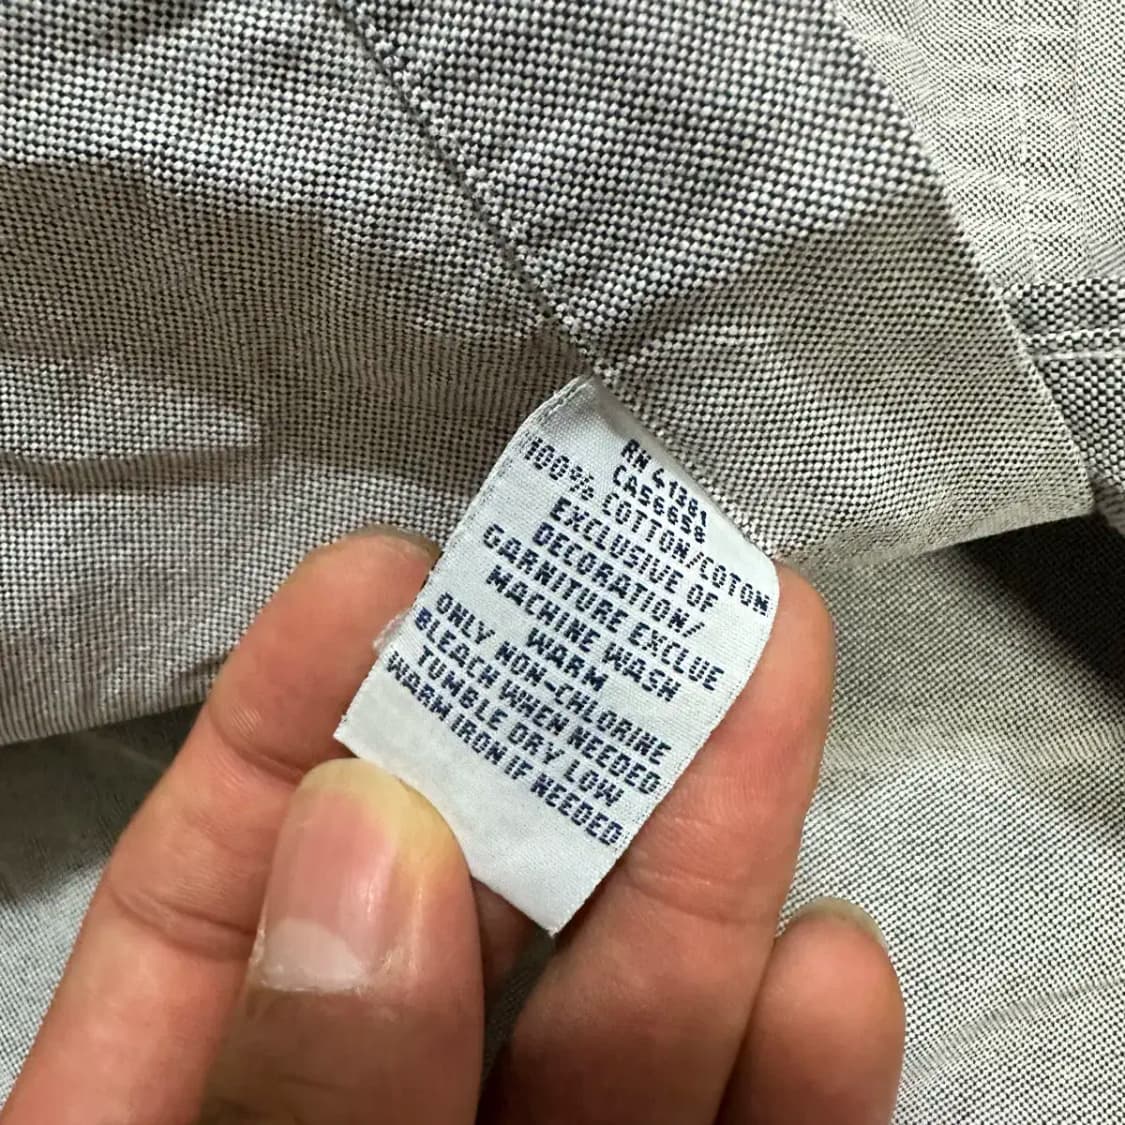 RN 41381
CA56658
100% COTTON/COTON
EXCLUSIVE OF
DECORATION/
GARNITURE EXCLUE
MACHINE WASH
WARM
ONLY NON-CHLORINE
BLEACH WHEN NEEDED
TUMBLE DRY LOW
WARM IRON IF NEEDED